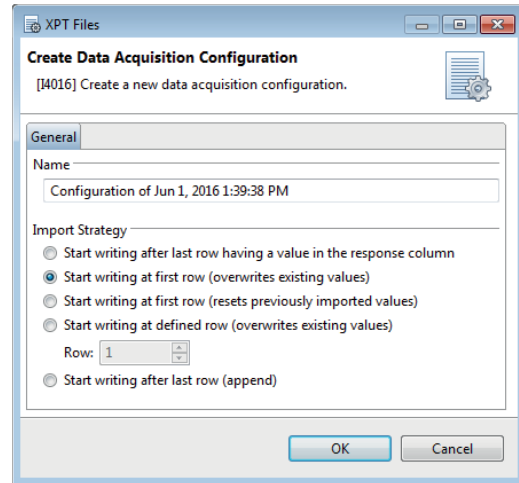 XPT Files
Create Data Acquisition Configuration
[I4016] Create a new data acquisition configuration.
General
Name
Configuration of Jun 1, 2016 1:39:38 PM
Import Strategy
Start writing after last row having a value in the response column
Start writing at first row (overwrites existing values)
Start writing at first row (resets previously imported values)
Start writing at defined row (overwrites existing values)
Row: 1
Start writing after last row (append)
OK Cancel